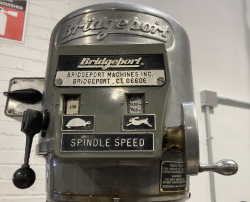 Bridgeport
Bridgeport
BRIDGEPORT MACHINES INC.
BRIDGEPORT, CT. 06606
SPINDLE SPEED